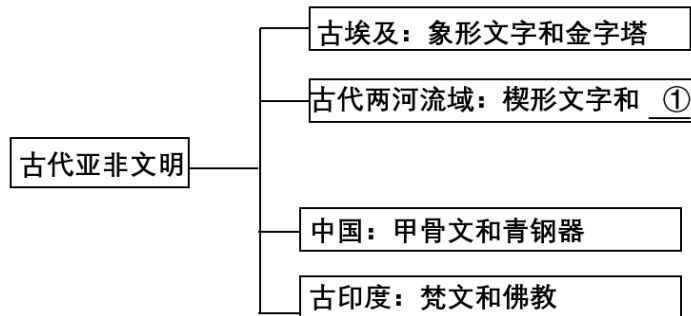 古埃及：象形文字和金字塔
古代两河流域：楔形文字和 ①
古代亚非文明
中国：甲骨文和青钢器
古印度：梵文和佛教